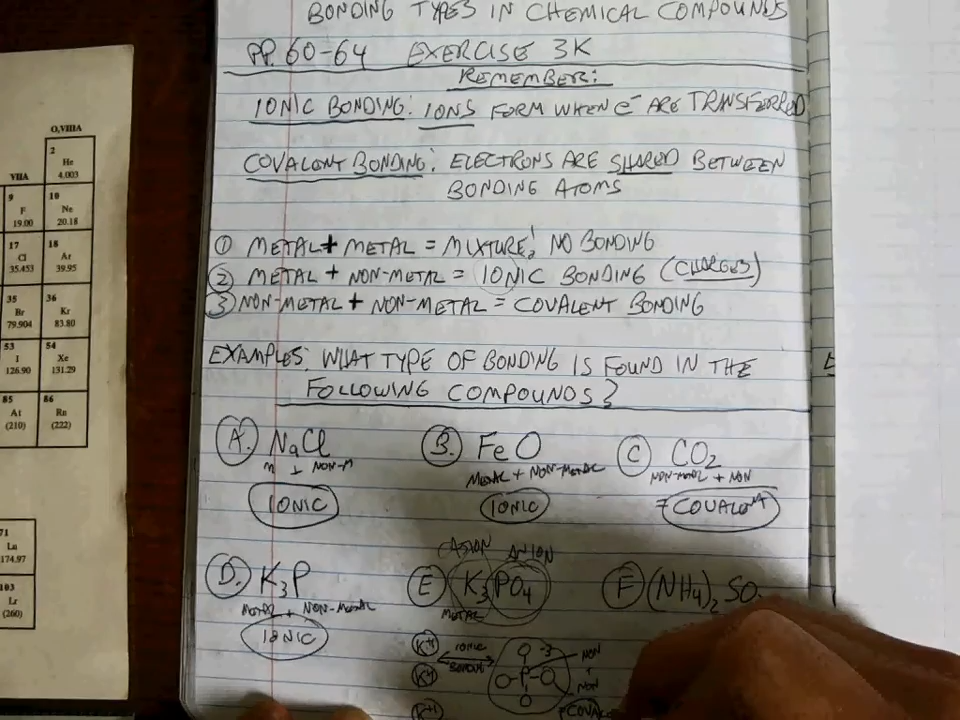 BONDING TYPES IN CHEMICAL COMPOUNDS
PP. 60-64 EXERCISE 3K
REMEMBER:
IONIC BONDING: IONS FORM WHEN e⁻ ARE TRANSFERRED
COVALENT BONDING: ELECTRONS ARE SHARED BETWEEN
BONDING ATOMS
① METAL + METAL = MIXTURE! NO BONDING
② METAL + NON-METAL = IONIC BONDING (CHARGES)
③ NON-METAL + NON-METAL = COVALENT BONDING
EXAMPLES: WHAT TYPE OF BONDING IS FOUND IN THE
FOLLOWING COMPOUNDS?
A. NaCl
M + NON-M
IONIC
B. FeO
METAL + NON-METAL
IONIC
C CO₂
NON-METAL + NON
= COVALENT
D. K₃P
METAL + NON-METAL
IONIC
CATION ANION
E K₃PO₄
METAL
K+1 IONIC
K+1 BONDING
K+1
O -3
O-P-O
O
NON
+
NON
=COVALE
F (NH₄)₂ SO
O,VIIIA
2
He
4.003
VIIA
9
F
19.00
10
Ne
20.18
17
Cl
35.453
18
Ar
39.95
35
Br
79.904
36
Kr
83.80
53
I
126.90
54
Xe
131.29
85
At
(210)
86
Rn
(222)
71
Lu
174.97
103
Lr
(260)